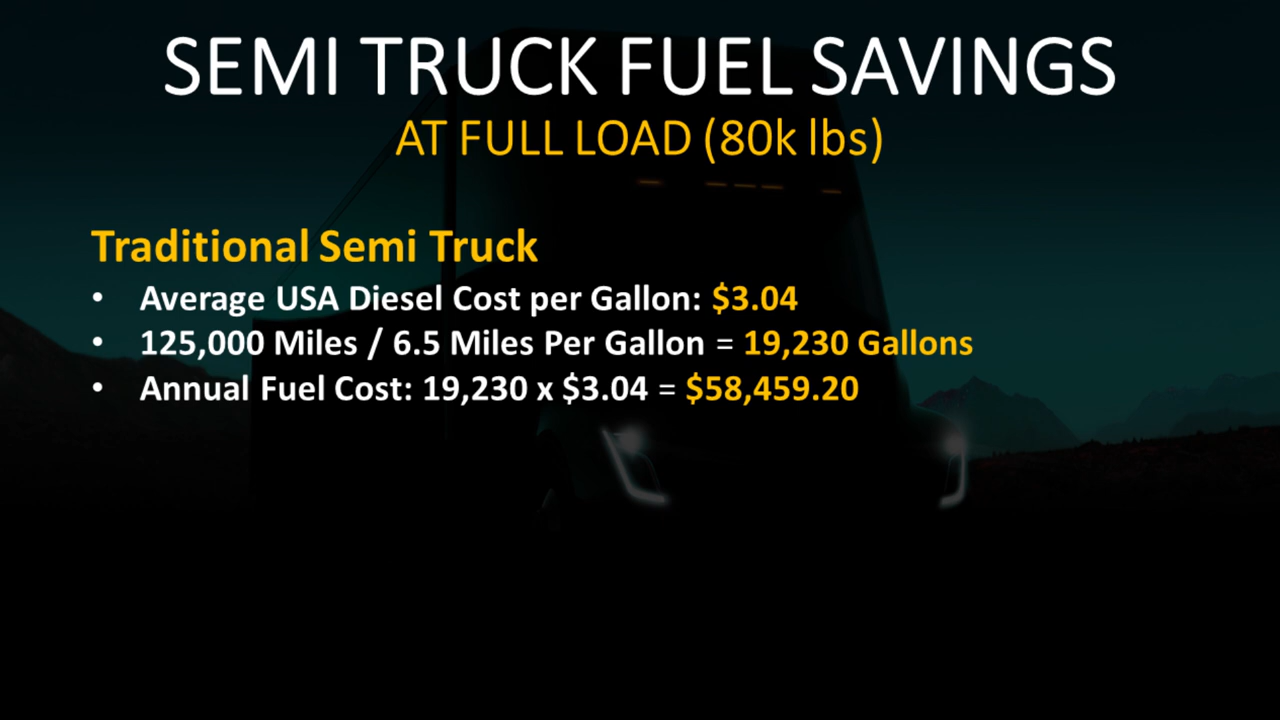 SEMI TRUCK FUEL SAVINGS
AT FULL LOAD (80k lbs)
Traditional Semi Truck
• Average USA Diesel Cost per Gallon: $3.04
• 125,000 Miles / 6.5 Miles Per Gallon = 19,230 Gallons
• Annual Fuel Cost: 19,230 x $3.04 = $58,459.20